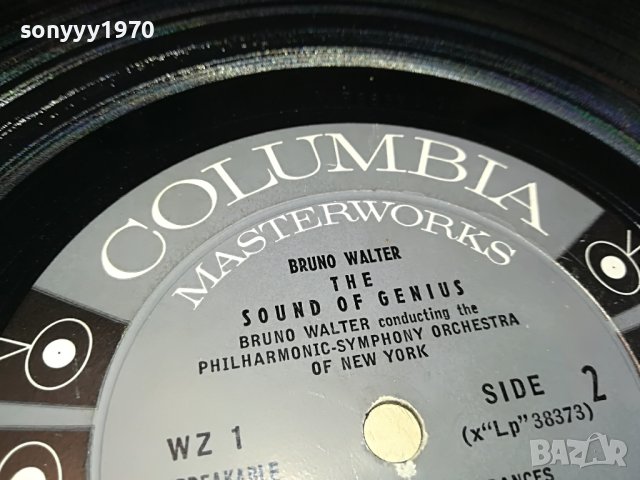 sonyyy1970
COLUMBIA
MASTERWORKS
BRUNO WALTER
THE
SOUND OF GENIUS
BRUNO WALTER conducting the
PHILHARMONIC-SYMPHONY ORCHESTRA
OF NEW YORK
SIDE 2
WZ 1
(x"Lp"38373)
BAZAR